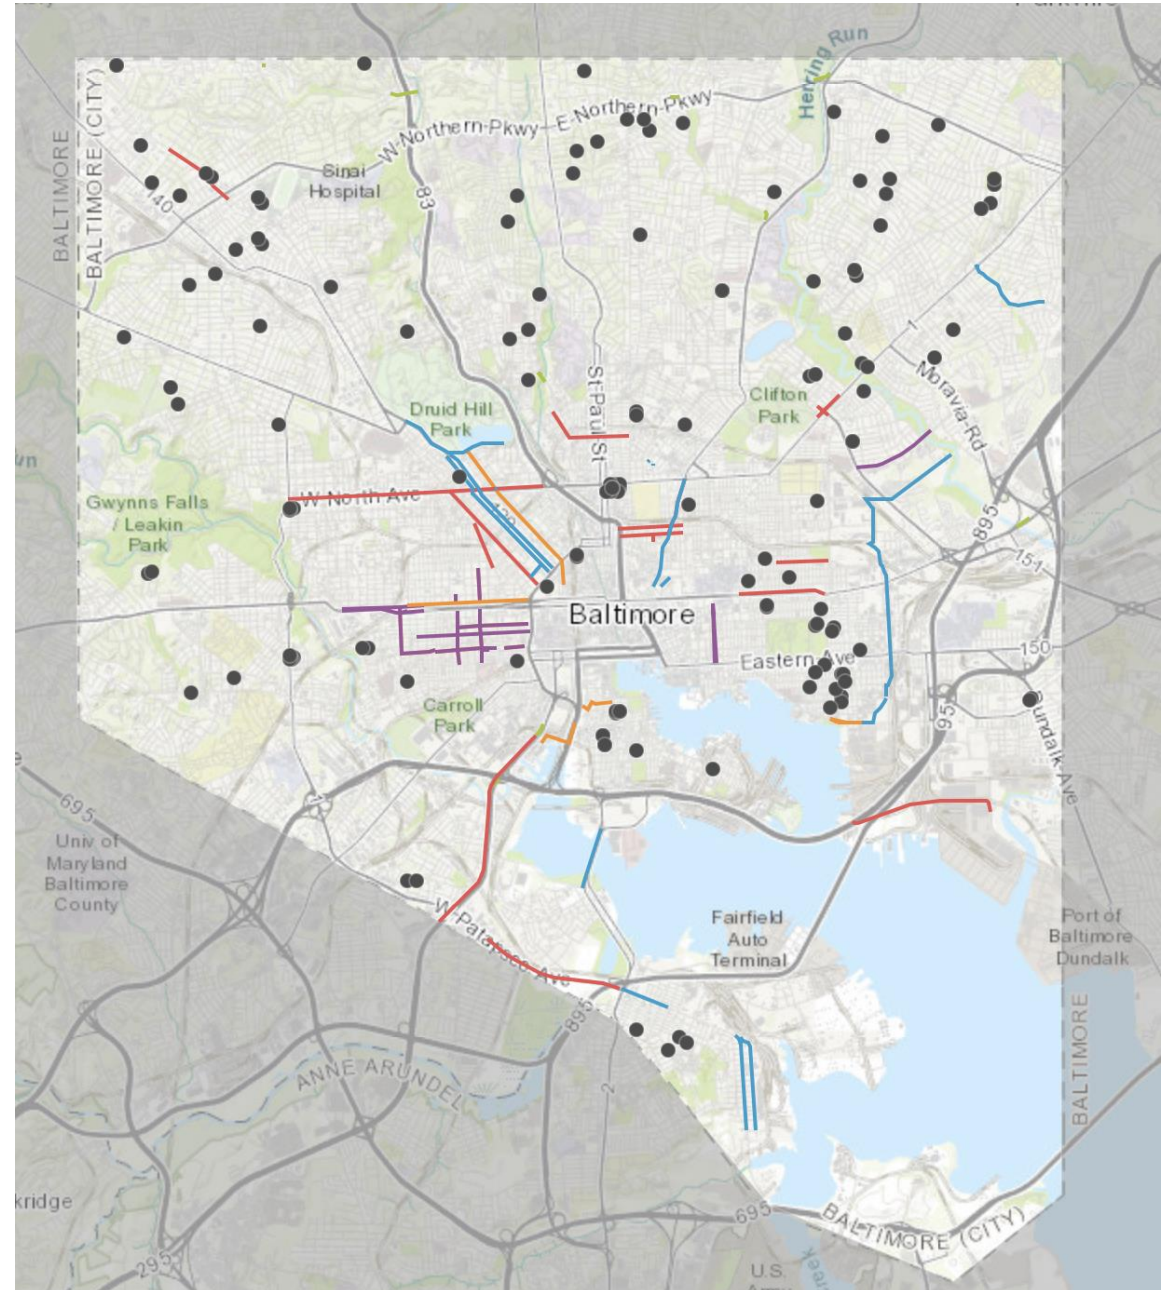 Herring Run
W-Northern-Pkwy
E-Northern-Pkwy
BALTIMORE
BALTIMORE (CITY)
Sinai
Hospital
140
83
1
St Paul St
Moravia-Rd
Druid Hill
Park
Clifton
Park
W-North-Ave
Gwynns Falls
/ Leakin
Park
895
151
Baltimore
150
Eastern Ave
Carroll
Park
95
Dundalk-Ave
695
1
Univ of
Maryland
Baltimore
County
W-Patapsco-Ave
Fairfield
Auto
Terminal
Port of
Baltimore
Dundalk
895
ANNE ARUNDEL
2
BALTIMORE
kridge
695
BALTIMORE (CITY)
295
U.S.